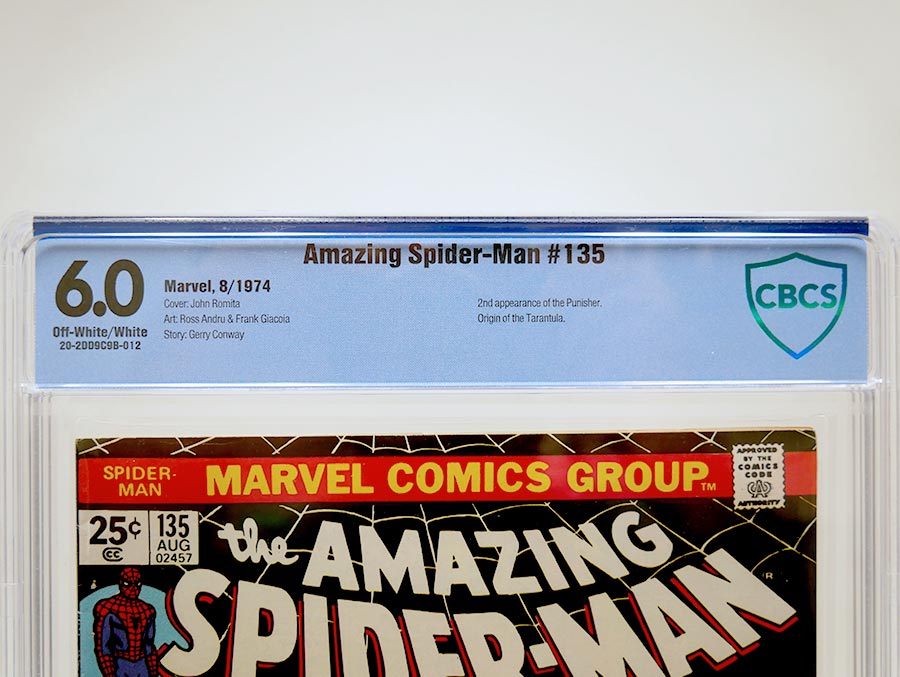 Amazing Spider-Man #135
6.0
Off-White/White
20-2DD9C9B-012
Marvel, 8/1974
Cover: John Romita
Art: Ross Andru & Frank Giacoia
Story: Gerry Conway
2nd appearance of the Punisher.
Origin of the Tarantula.
CBCS
SPIDER-
MAN
MARVEL COMICS GROUP TM
APPROVED
BY THE
COMICS
CODE
AUTHORITY
25¢
CC
135
AUG
02457
the AMAZING
SPIDER-MAN